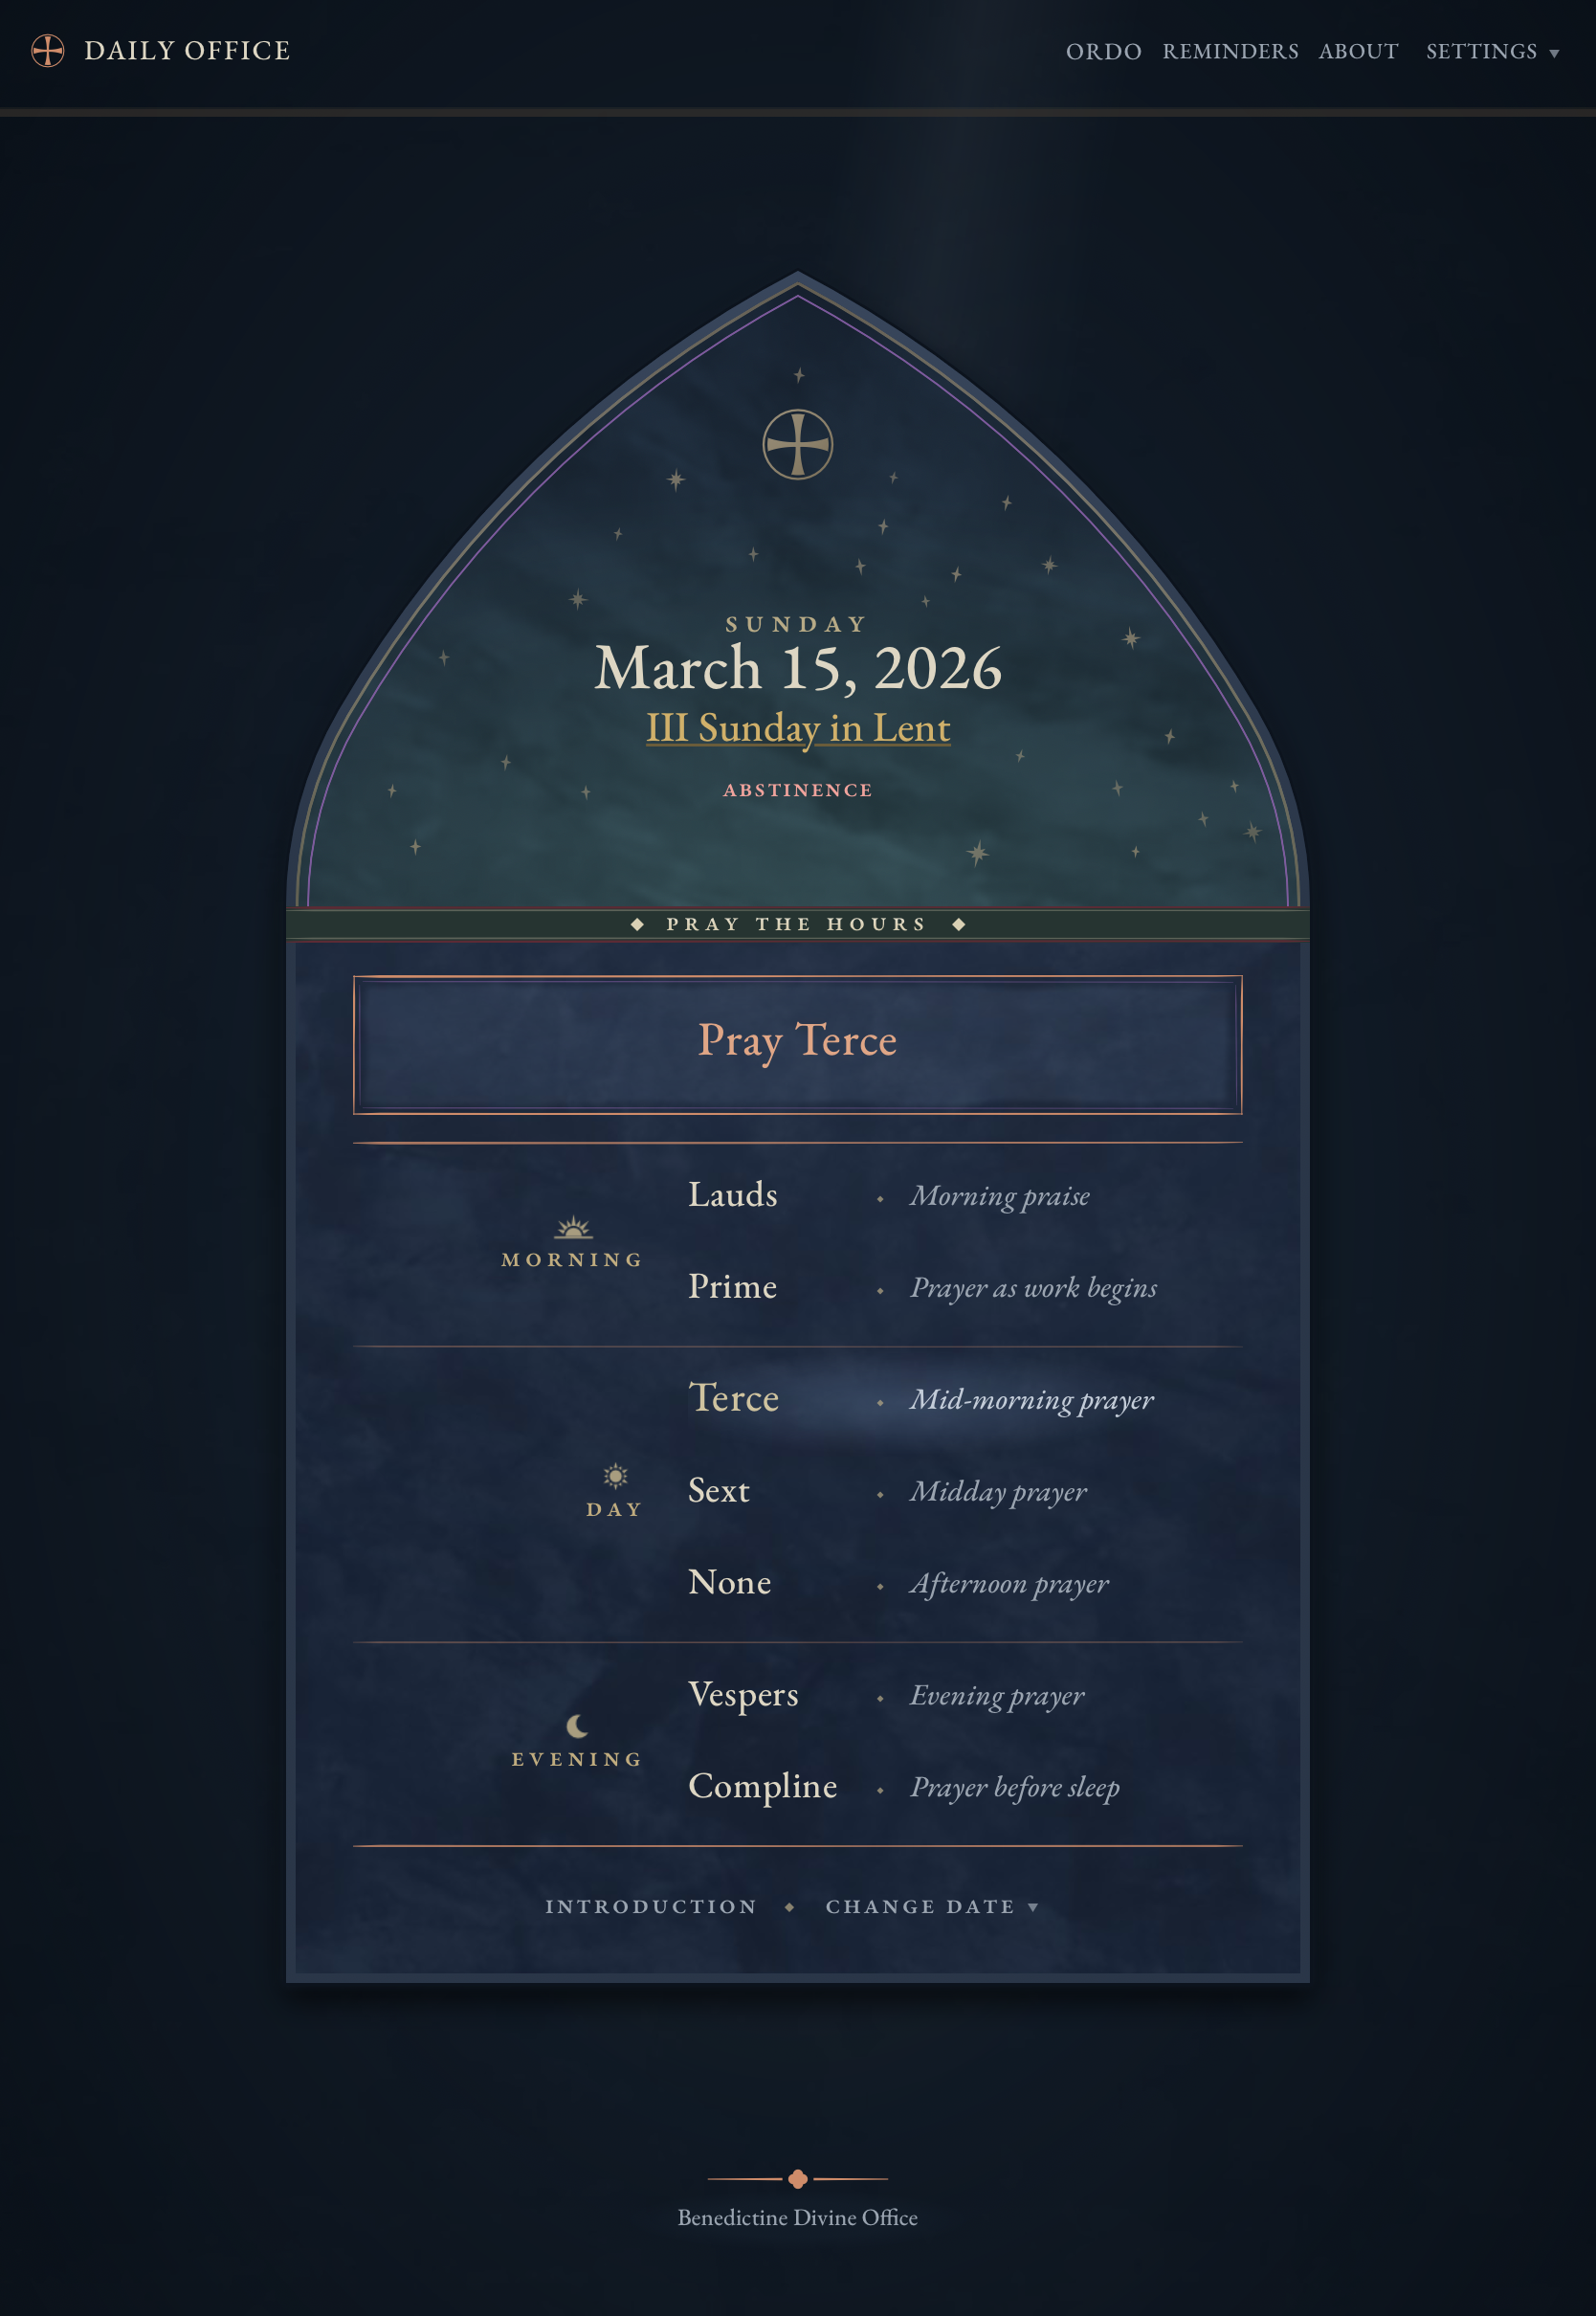 DAILY OFFICE
ORDO REMINDERS ABOUT SETTINGS ▼
SUNDAY
March 15, 2026
III Sunday in Lent
ABSTINENCE
◆ PRAY THE HOURS ◆
Pray Terce
Lauds ◆ Morning praise
MORNING
Prime ◆ Prayer as work begins
Terce ◆ Mid-morning prayer
Sext ◆ Midday prayer
DAY
None ◆ Afternoon prayer
Vespers ◆ Evening prayer
EVENING
Compline ◆ Prayer before sleep
INTRODUCTION ◆ CHANGE DATE ▼
Benedictine Divine Office